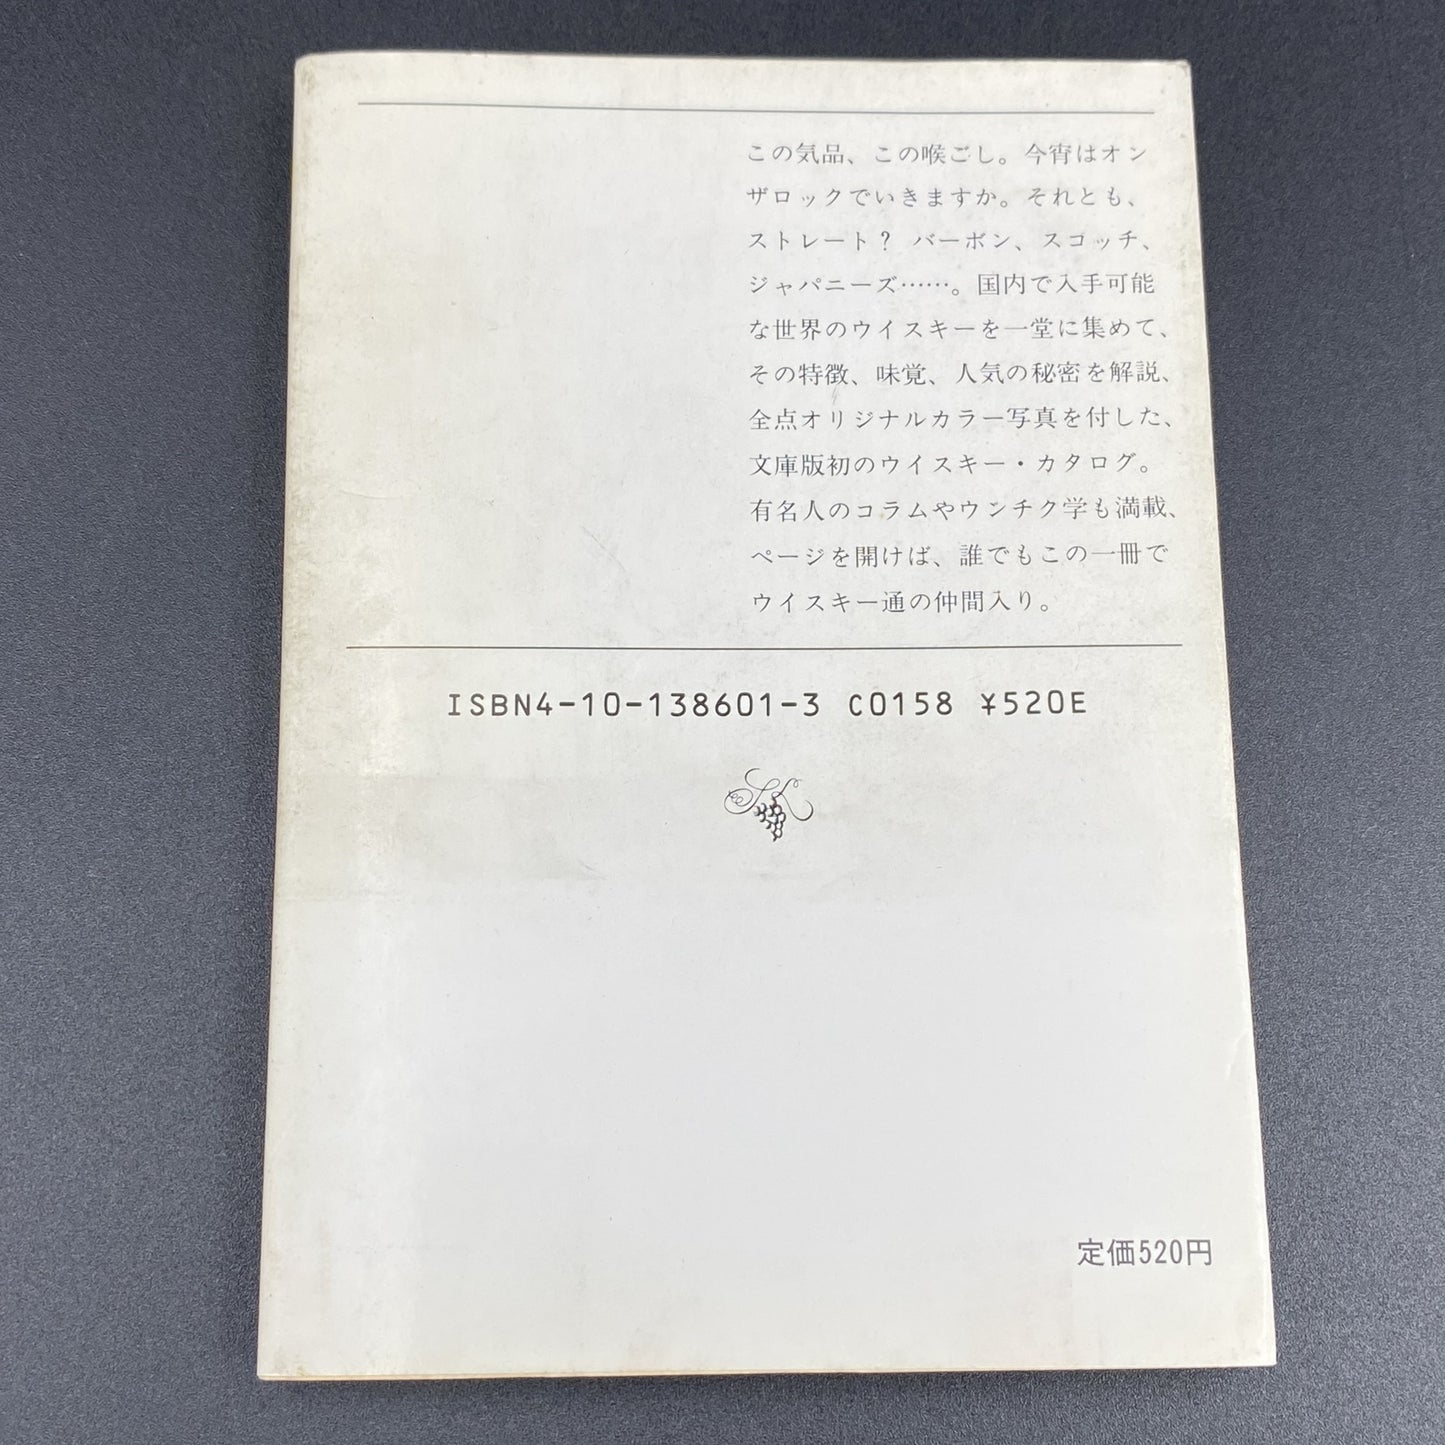 この気品、この喉ごし。今宵はオン
ザロックでいきますか。それとも、
ストレート？ バーボン、スコッチ、
ジャパニーズ……。国内で入手可能
な世界のウイスキーを一堂に集めて、
その特徴、味覚、人気の秘密を解説、
全点オリジナルカラー写真を付した、
文庫版初のウイスキー・カタログ。
有名人のコラムやウンチク学も満載、
ページを開けば、誰でもこの一冊で
ウイスキー通の仲間入り。
ISBN4-10-138601-3 C0158 ¥520E
SK
定価520円